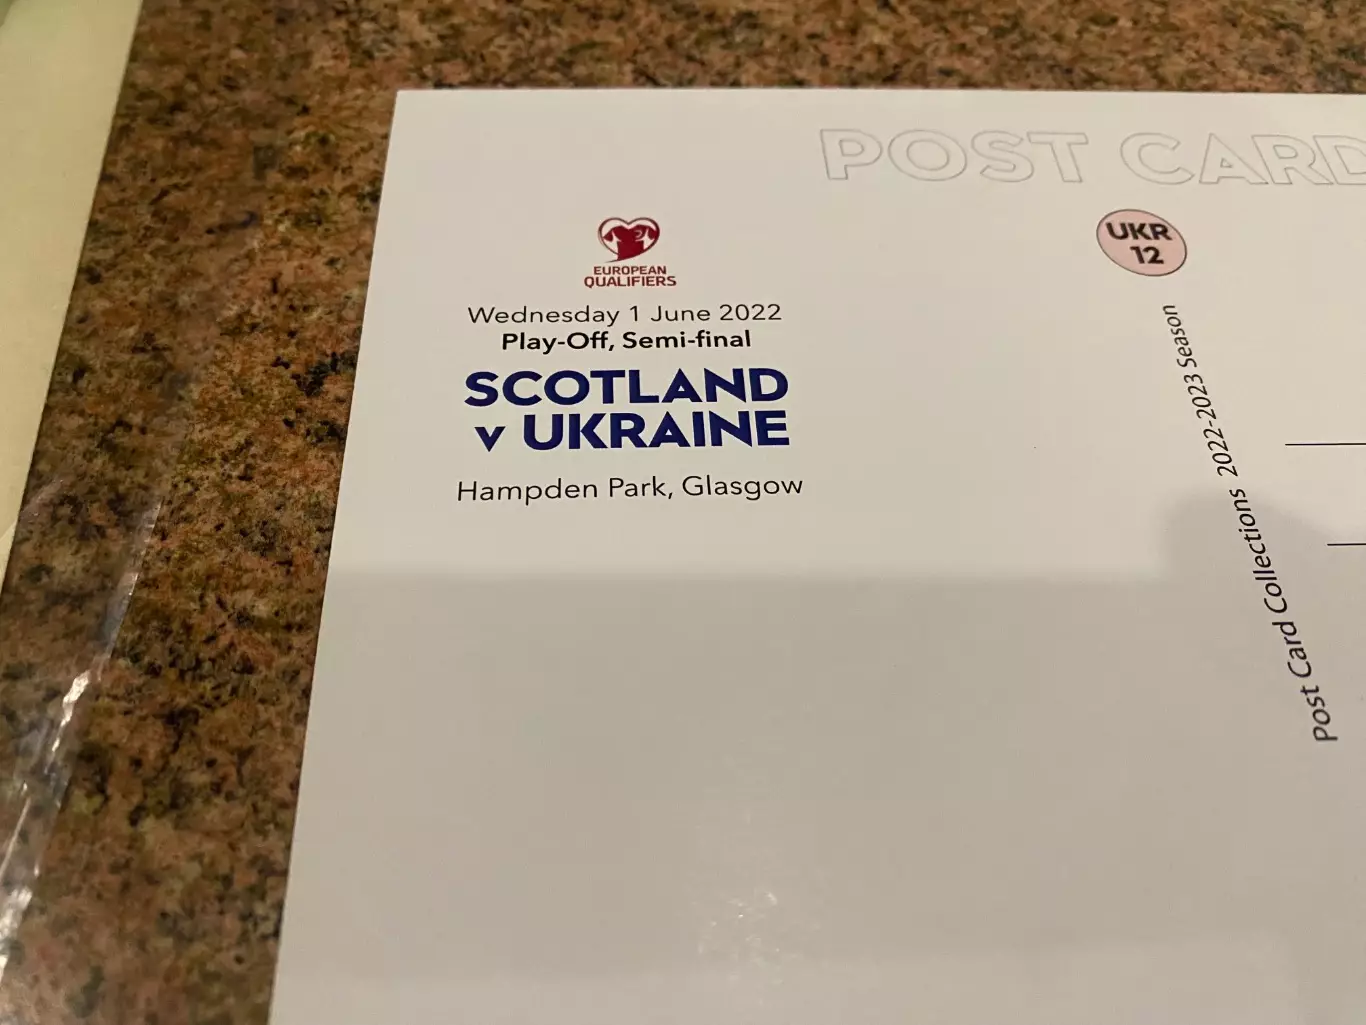 POST CARD
UKR
12
EUROPEAN
QUALIFIERS
Wednesday 1 June 2022
Play-Off, Semi-final
SCOTLAND
v UKRAINE
Hampden Park, Glasgow
Post Card Collections 2022-2023 Season